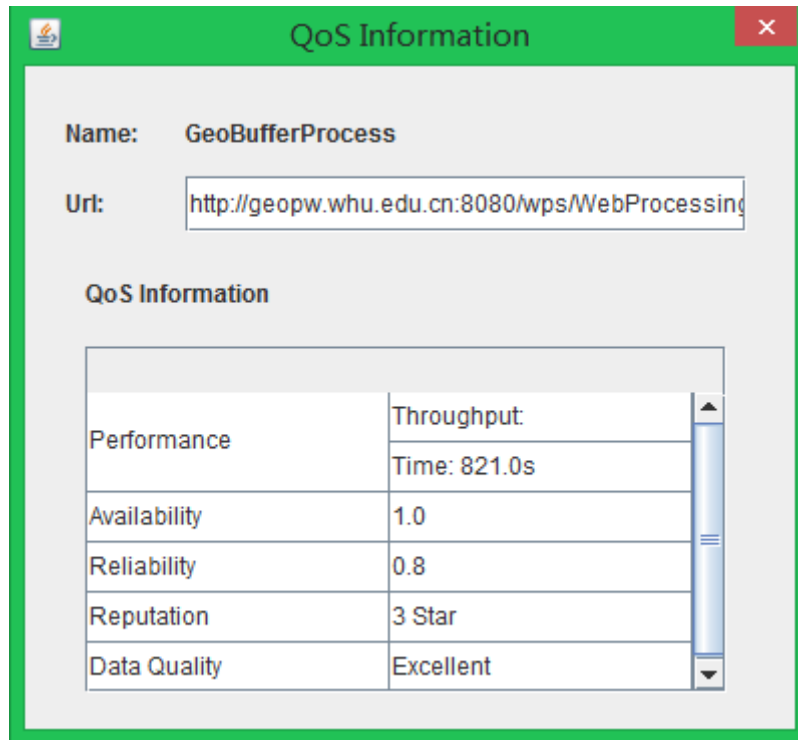 QoS Information
Name: GeoBufferProcess
Url: http://geopw.whu.edu.cn:8080/wps/WebProcessing
QoS Information
Performance
Throughput:
Time: 821.0s
Availability 1.0
Reliability 0.8
Reputation 3 Star
Data Quality Excellent